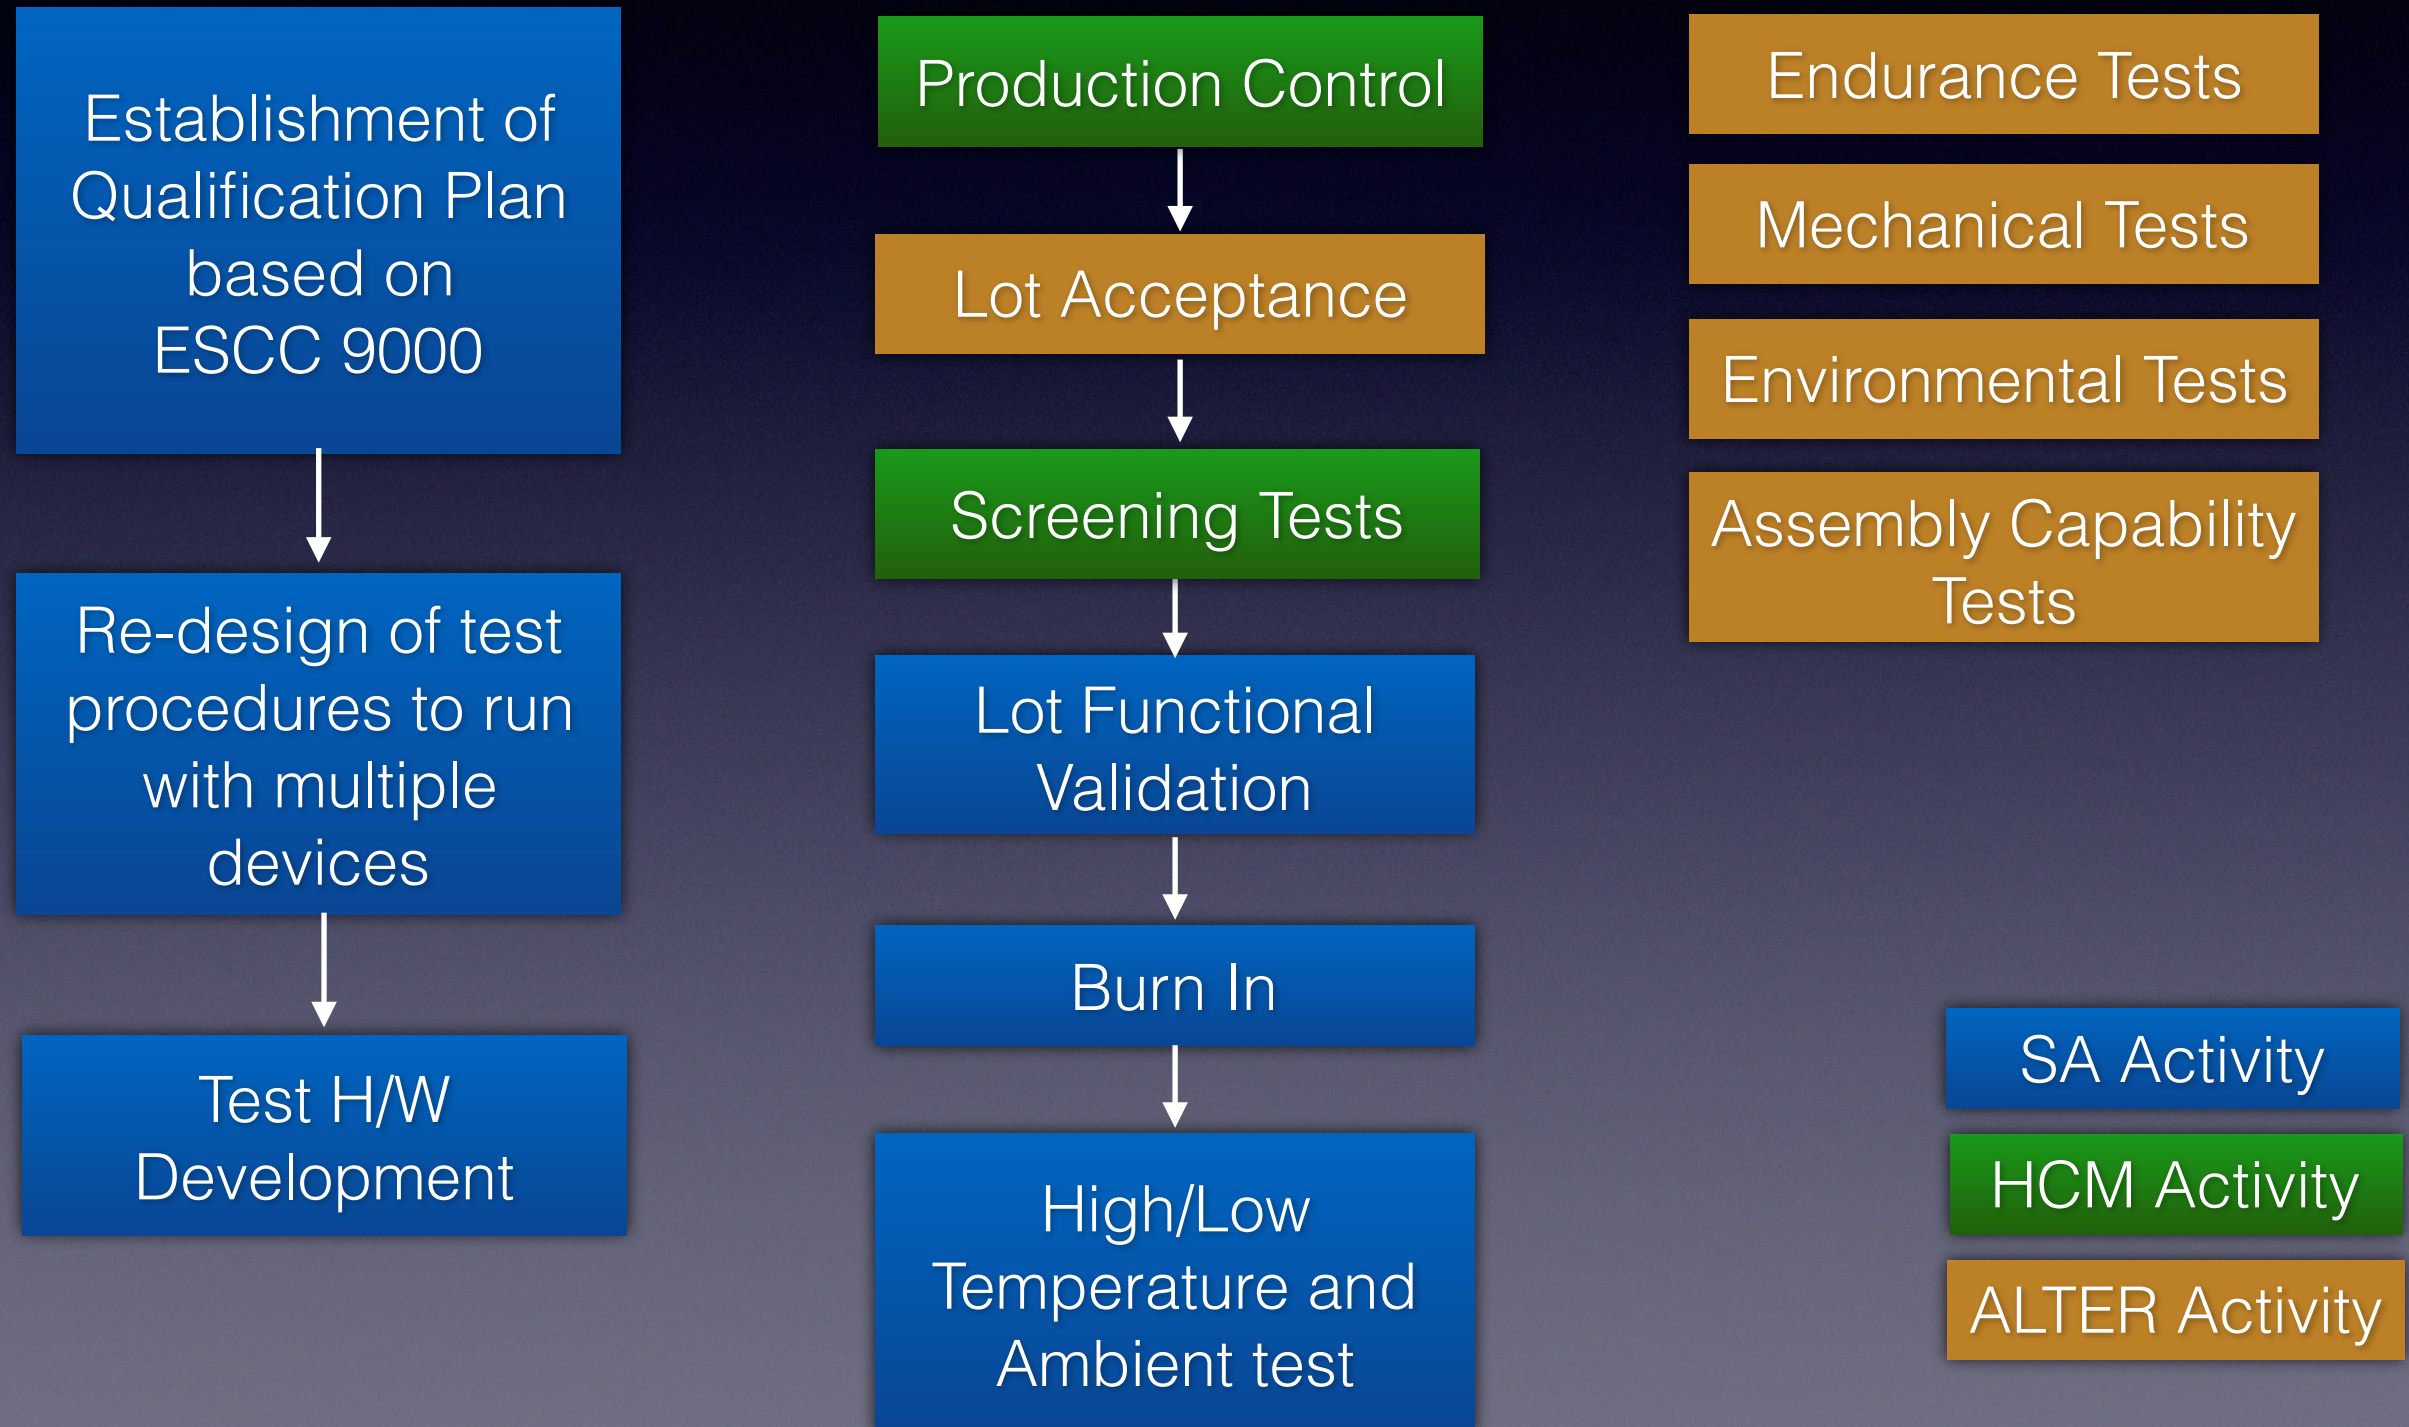 Establishment of
Qualification Plan
based on
ESCC 9000
Re-design of test
procedures to run
with multiple
devices
Test H/W
Development
Production Control
Lot Acceptance
Screening Tests
Lot Functional
Validation
Burn In
High/Low
Temperature and
Ambient test
Endurance Tests
Mechanical Tests
Environmental Tests
Assembly Capability
Tests
SA Activity
HCM Activity
ALTER Activity